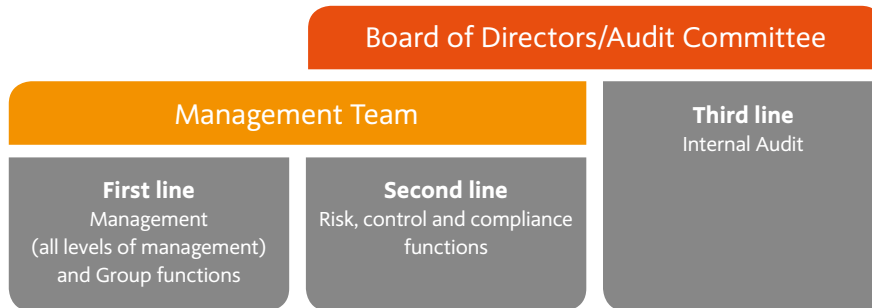 Board of Directors/Audit Committee
Management Team
Third line
Internal Audit
First line
Management
(all levels of management)
and Group functions
Second line
Risk, control and compliance
functions